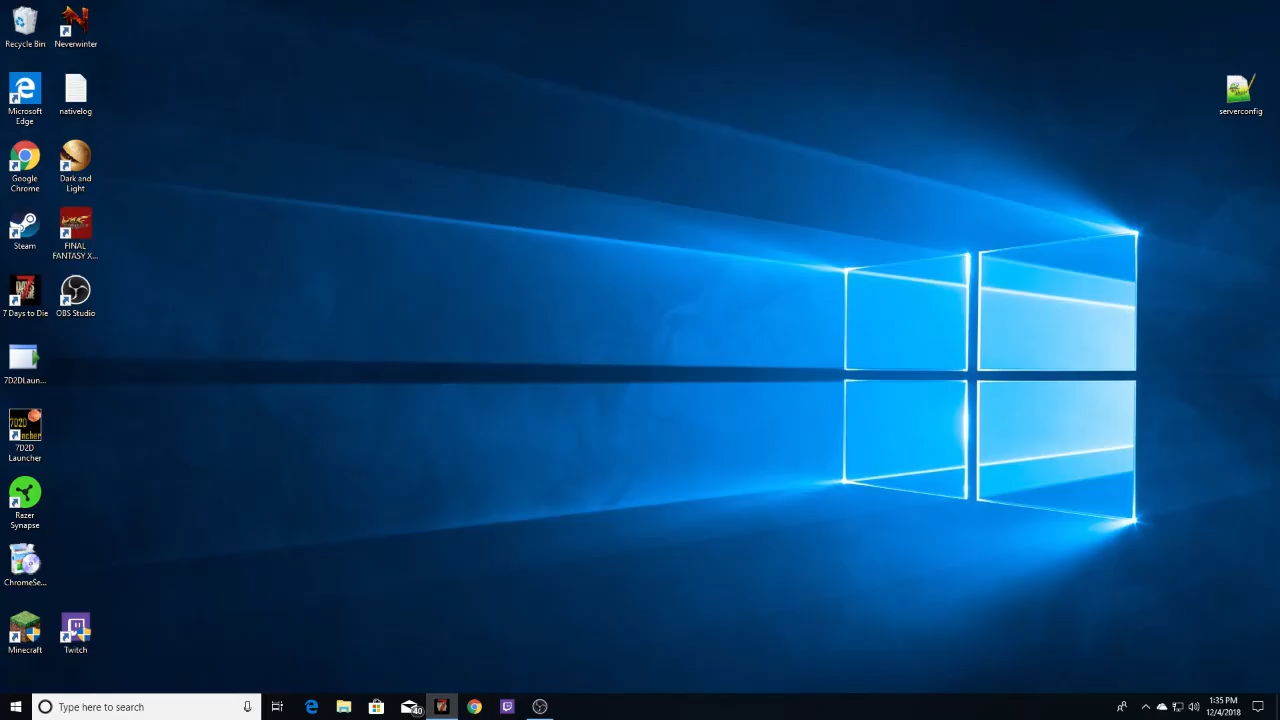 Recycle Bin
Neverwinter
Microsoft
Edge
nativelog
Google
Chrome
Dark and
Light
Steam
FINAL
FANTASY X...
7 Days to Die
OBS Studio
7D2DLaun...
7D2D
Launcher
Razer
Synapse
ChromeSe...
Minecraft
Twitch
serverconfig
Type here to search
40
1:35 PM
12/4/2018